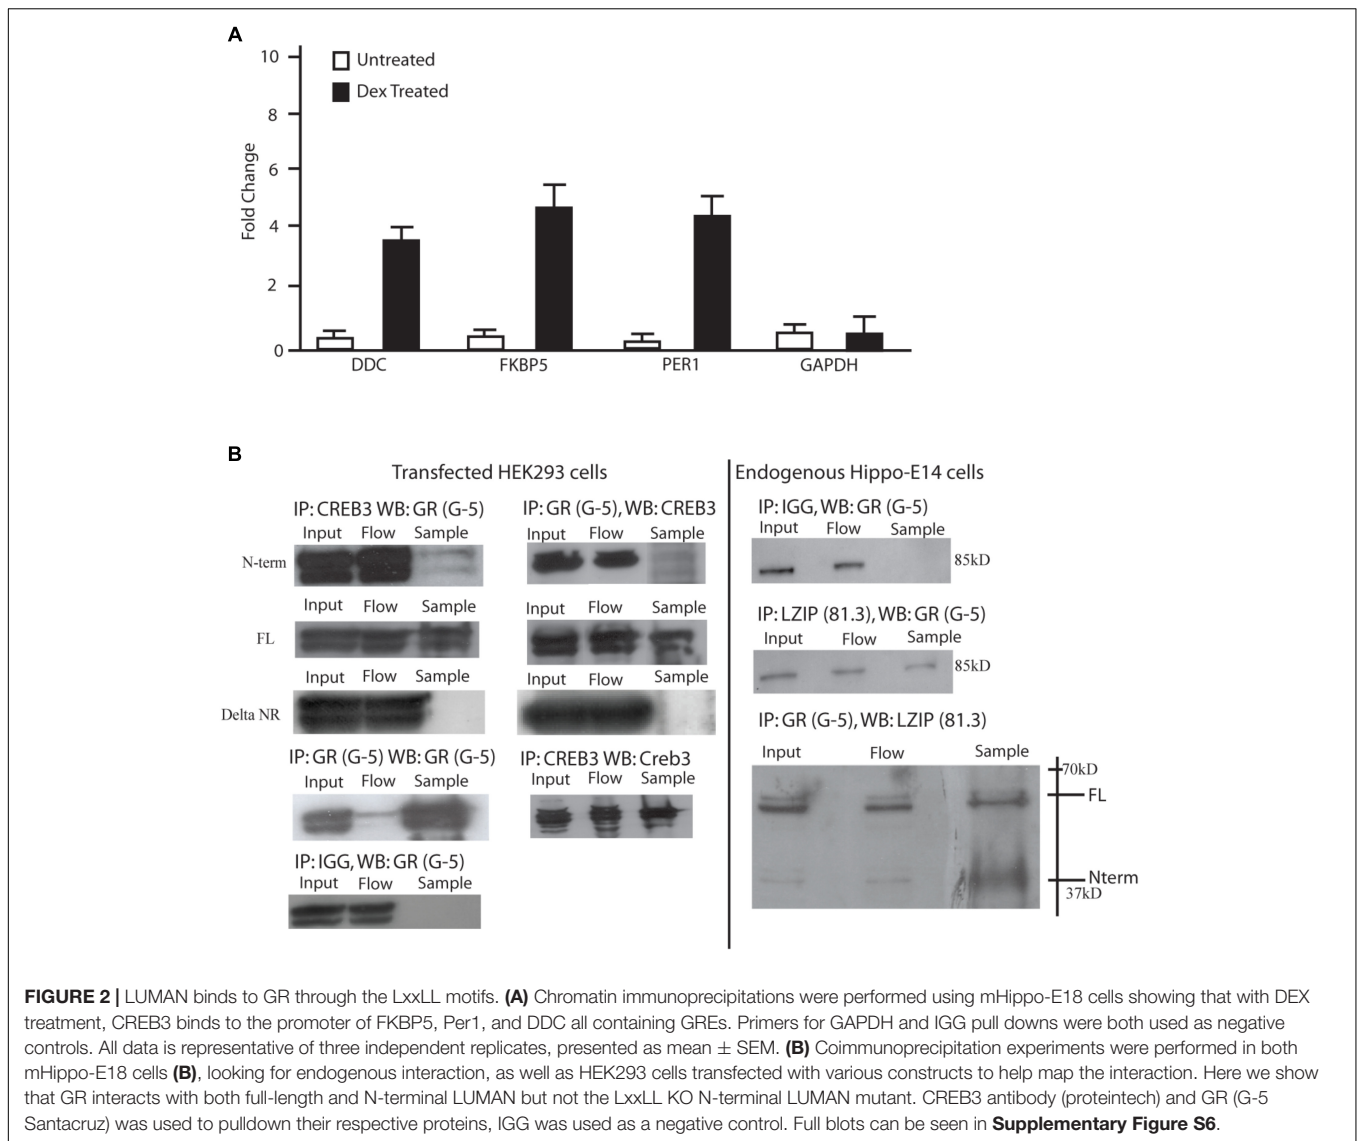 A
10
8
6
4
2
0
Fold Change
Untreated
Dex Treated
DDC FKBP5 PER1 GAPDH
B
Transfected HEK293 cells
IP: CREB3 WB: GR (G-5)
Input Flow Sample
N-term
Input Flow Sample
FL
Input Flow Sample
Delta NR
IP: GR (G-5) WB: GR (G-5)
Input Flow Sample
IP: IGG, WB: GR (G-5)
Input Flow Sample
IP: GR (G-5), WB: CREB3
Input Flow Sample
Input Flow Sample
Input Flow Sample
IP: CREB3 WB: Creb3
Input Flow Sample
Endogenous Hippo-E14 cells
IP: IGG, WB: GR (G-5)
Input Flow Sample
85kD
IP: LZIP (81.3), WB: GR (G-5)
Input Flow Sample
85kD
IP: GR (G-5), WB: LZIP (81.3)
Input Flow Sample
70kD
FL
Nterm
37kD
FIGURE 2 | LUMAN binds to GR through the LxxLL motifs. (A) Chromatin immunoprecipitations were performed using mHippo-E18 cells showing that with DEX
treatment, CREB3 binds to the promoter of FKBP5, Per1, and DDC all containing GREs. Primers for GAPDH and IGG pull downs were both used as negative
controls. All data is representative of three independent replicates, presented as mean ± SEM. (B) Coimmunoprecipitation experiments were performed in both
mHippo-E18 cells (B), looking for endogenous interaction, as well as HEK293 cells transfected with various constructs to help map the interaction. Here we show
that GR interacts with both full-length and N-terminal LUMAN but not the LxxLL KO N-terminal LUMAN mutant. CREB3 antibody (proteintech) and GR (G-5
Santacruz) was used to pulldown their respective proteins, IGG was used as a negative control. Full blots can be seen in Supplementary Figure S6.